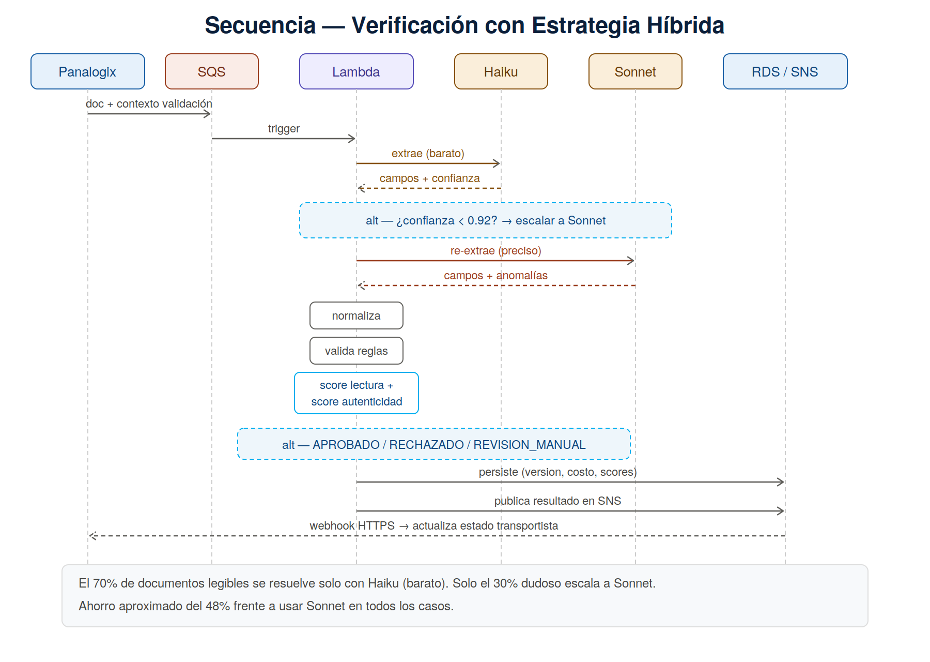 Secuencia — Verificación con Estrategia Híbrida
Panaloglx
SQS
Lambda
Haiku
Sonnet
RDS / SNS
doc + contexto validación
trigger
extrae (barato)
campos + confianza
alt — ¿confianza < 0.92? → escalar a Sonnet
re-extrae (preciso)
campos + anomalías
normaliza
valida reglas
score lectura +
score autenticidad
alt — APROBADO / RECHAZADO / REVISION_MANUAL
persiste (version, costo, scores)
publica resultado en SNS
webhook HTTPS → actualiza estado transportista
El 70% de documentos legibles se resuelve solo con Haiku (barato). Solo el 30% dudoso escala a Sonnet.
Ahorro aproximado del 48% frente a usar Sonnet en todos los casos.